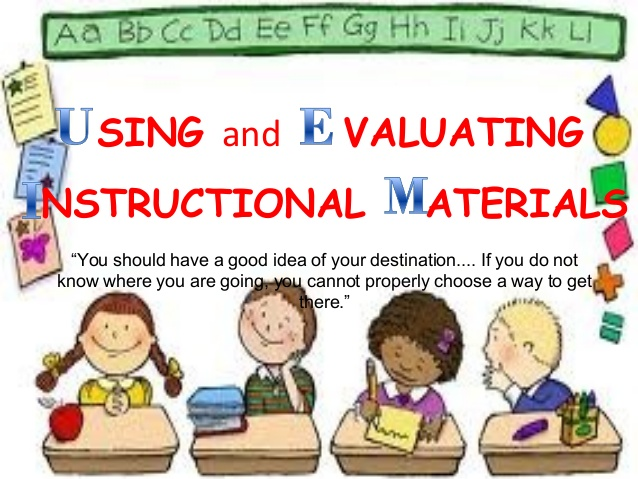 Aa Bb Cc Dd Ee Ff Gg Hh Ii Jj Kk Ll
USING and EVALUATING
INSTRUCTIONAL MATERIALS
“You should have a good idea of your destination.... If you do not
know where you are going, you cannot properly choose a way to get
there.”